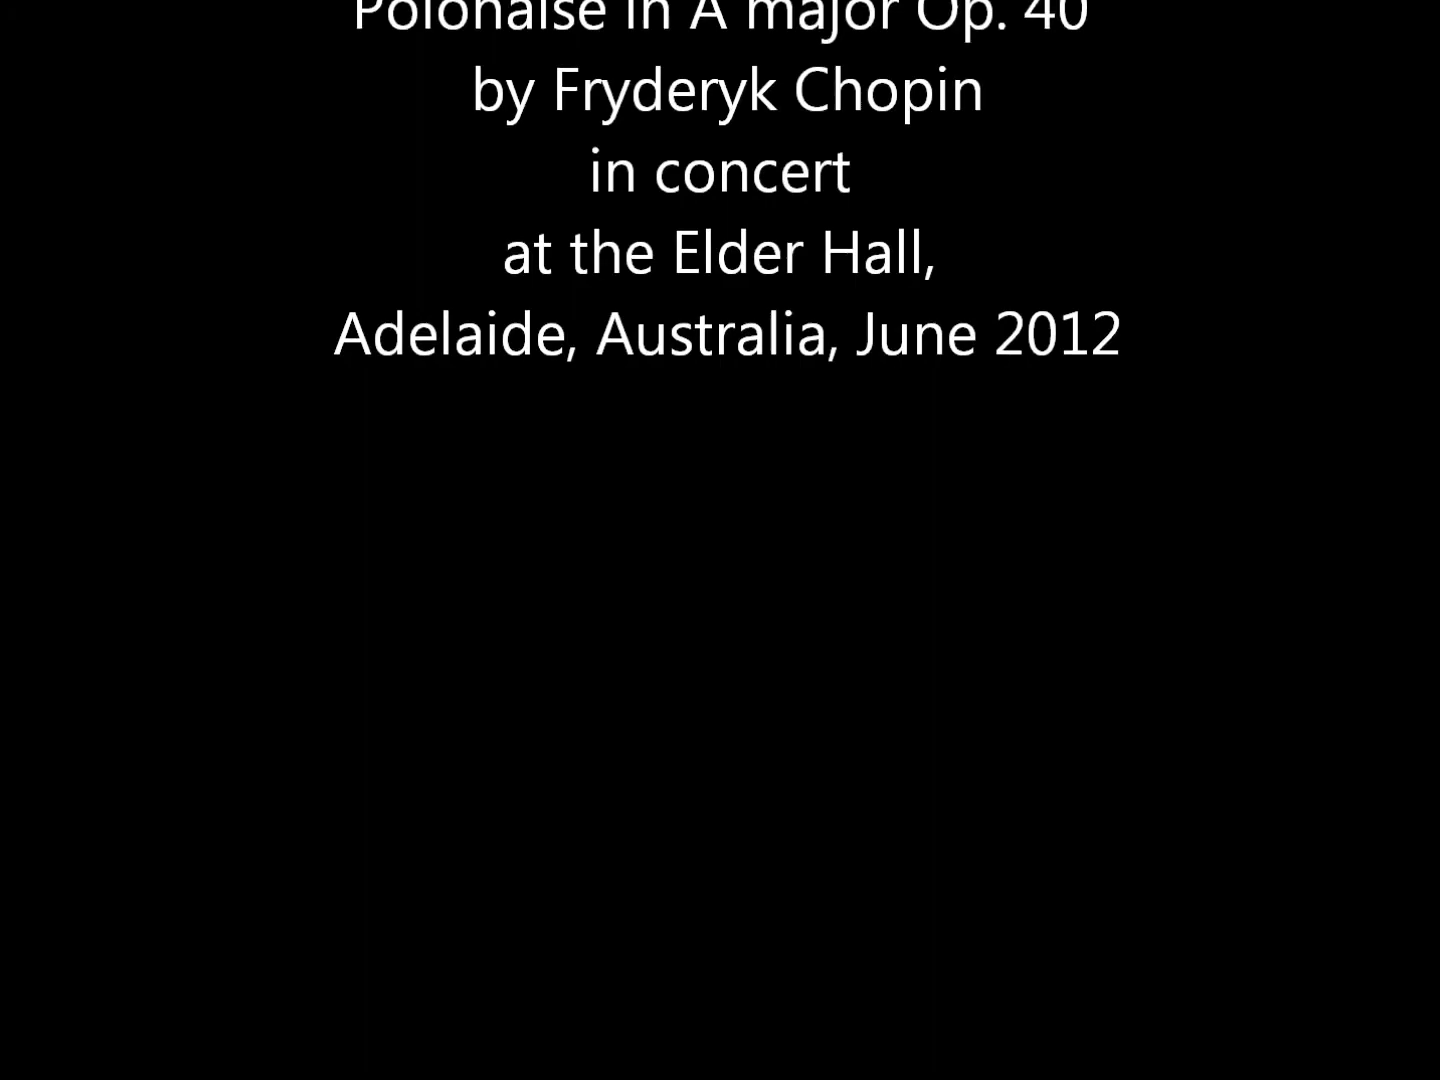 Polonaise in A major Op. 40
by Fryderyk Chopin
in concert
at the Elder Hall,
Adelaide, Australia, June 2012